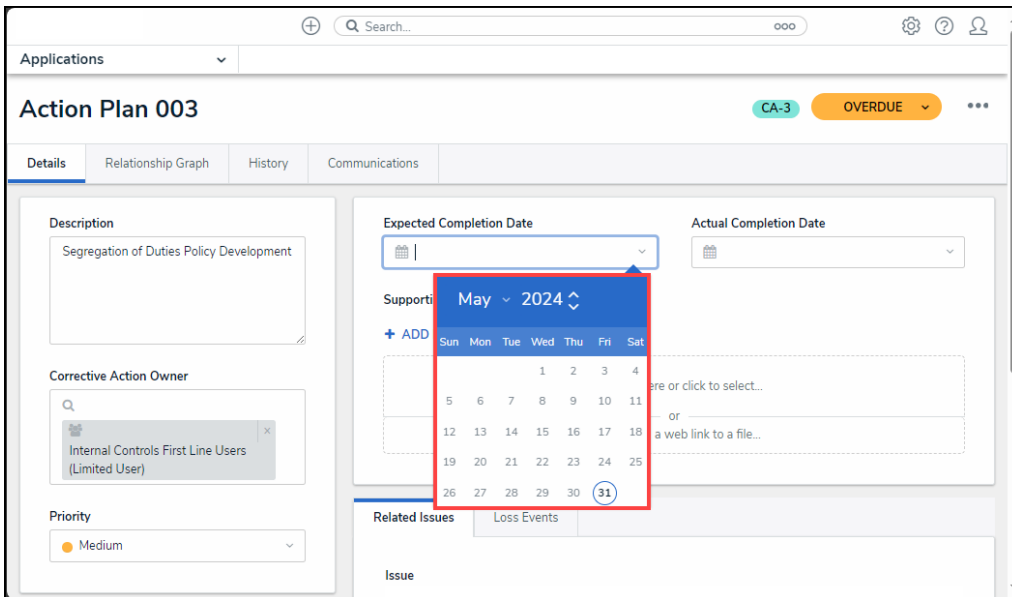 Search...
Applications
Action Plan 003
CA-3
OVERDUE
Details
Relationship Graph
History
Communications
Description
Segregation of Duties Policy Development
Corrective Action Owner
Internal Controls First Line Users
(Limited User)
Priority
Medium
Expected Completion Date
Actual Completion Date
Supporti
+ ADD
May 2024
Sun Mon Tue Wed Thu Fri Sat
1 2 3 4
5 6 7 8 9 10 11
12 13 14 15 16 17 18
19 20 21 22 23 24 25
26 27 28 29 30 31
ere or click to select...
or
a web link to a file...
Related Issues
Loss Events
Issue